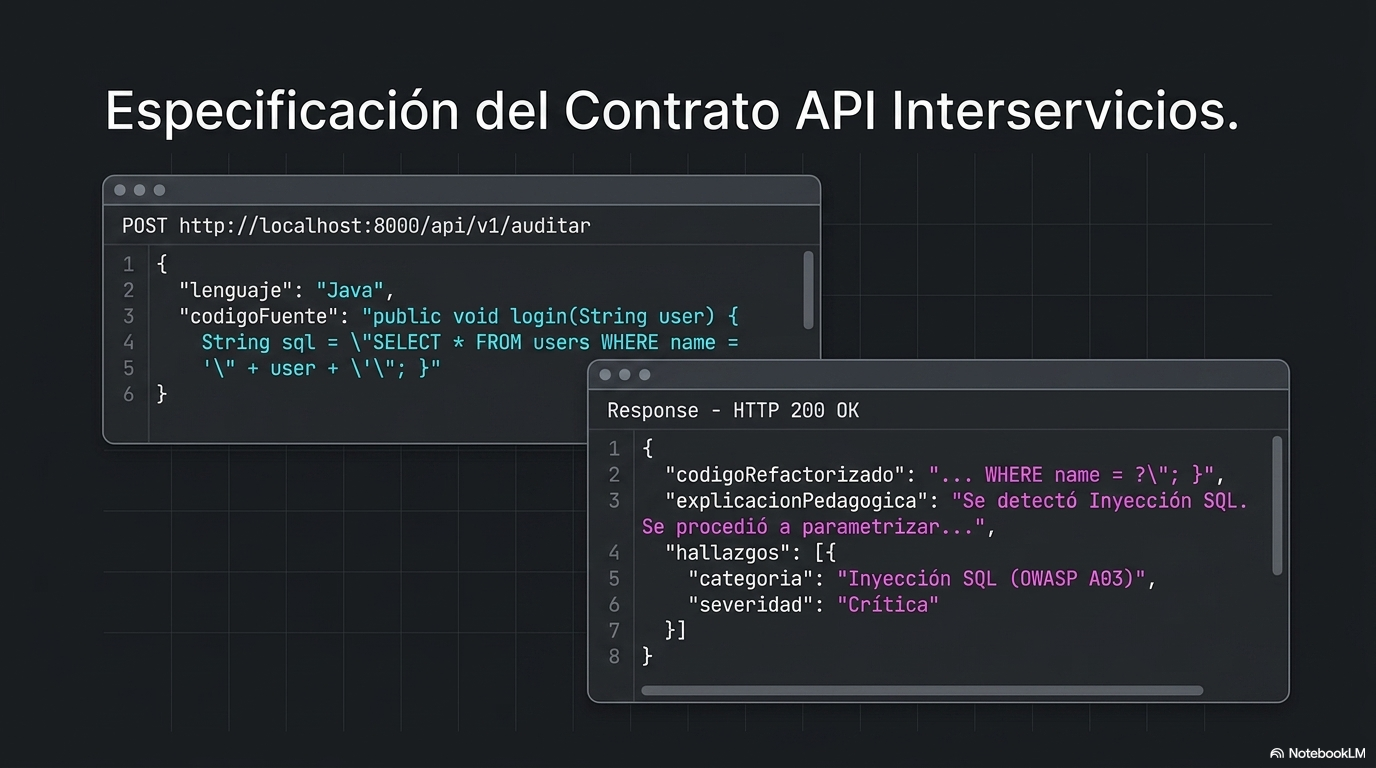 Especificación del Contrato API Interservicios.
POST http://localhost:8000/api/v1/auditar
1 {
2 "lenguaje": "Java",
3 "codigoFuente": "public void login(String user) {
4 String sql = \"SELECT * FROM users WHERE name =
5 '\" + user + \'\"; }"
6 }
Response - HTTP 200 OK
1 {
2 "codigoRefactorizado": "... WHERE name = ?\"; }",
3 "explicacionPedagogica": "Se detectó Inyección SQL.
Se procedió a parametrizar...",
4 "hallazgos": [{
5 "categoria": "Inyección SQL (OWASP A03)",
6 "severidad": "Crítica"
7 }]
8 }
NotebookLM